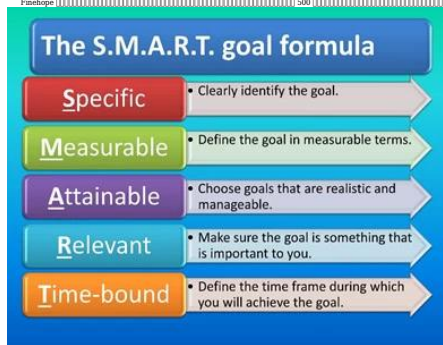 Finehope
500
The S.M.A.R.T. goal formula
Specific
• Clearly identify the goal.
Measurable
• Define the goal in measurable terms.
Attainable
• Choose goals that are realistic and
manageable.
Relevant
• Make sure the goal is something that
is important to you.
Time-bound
• Define the time frame during which
you will achieve the goal.